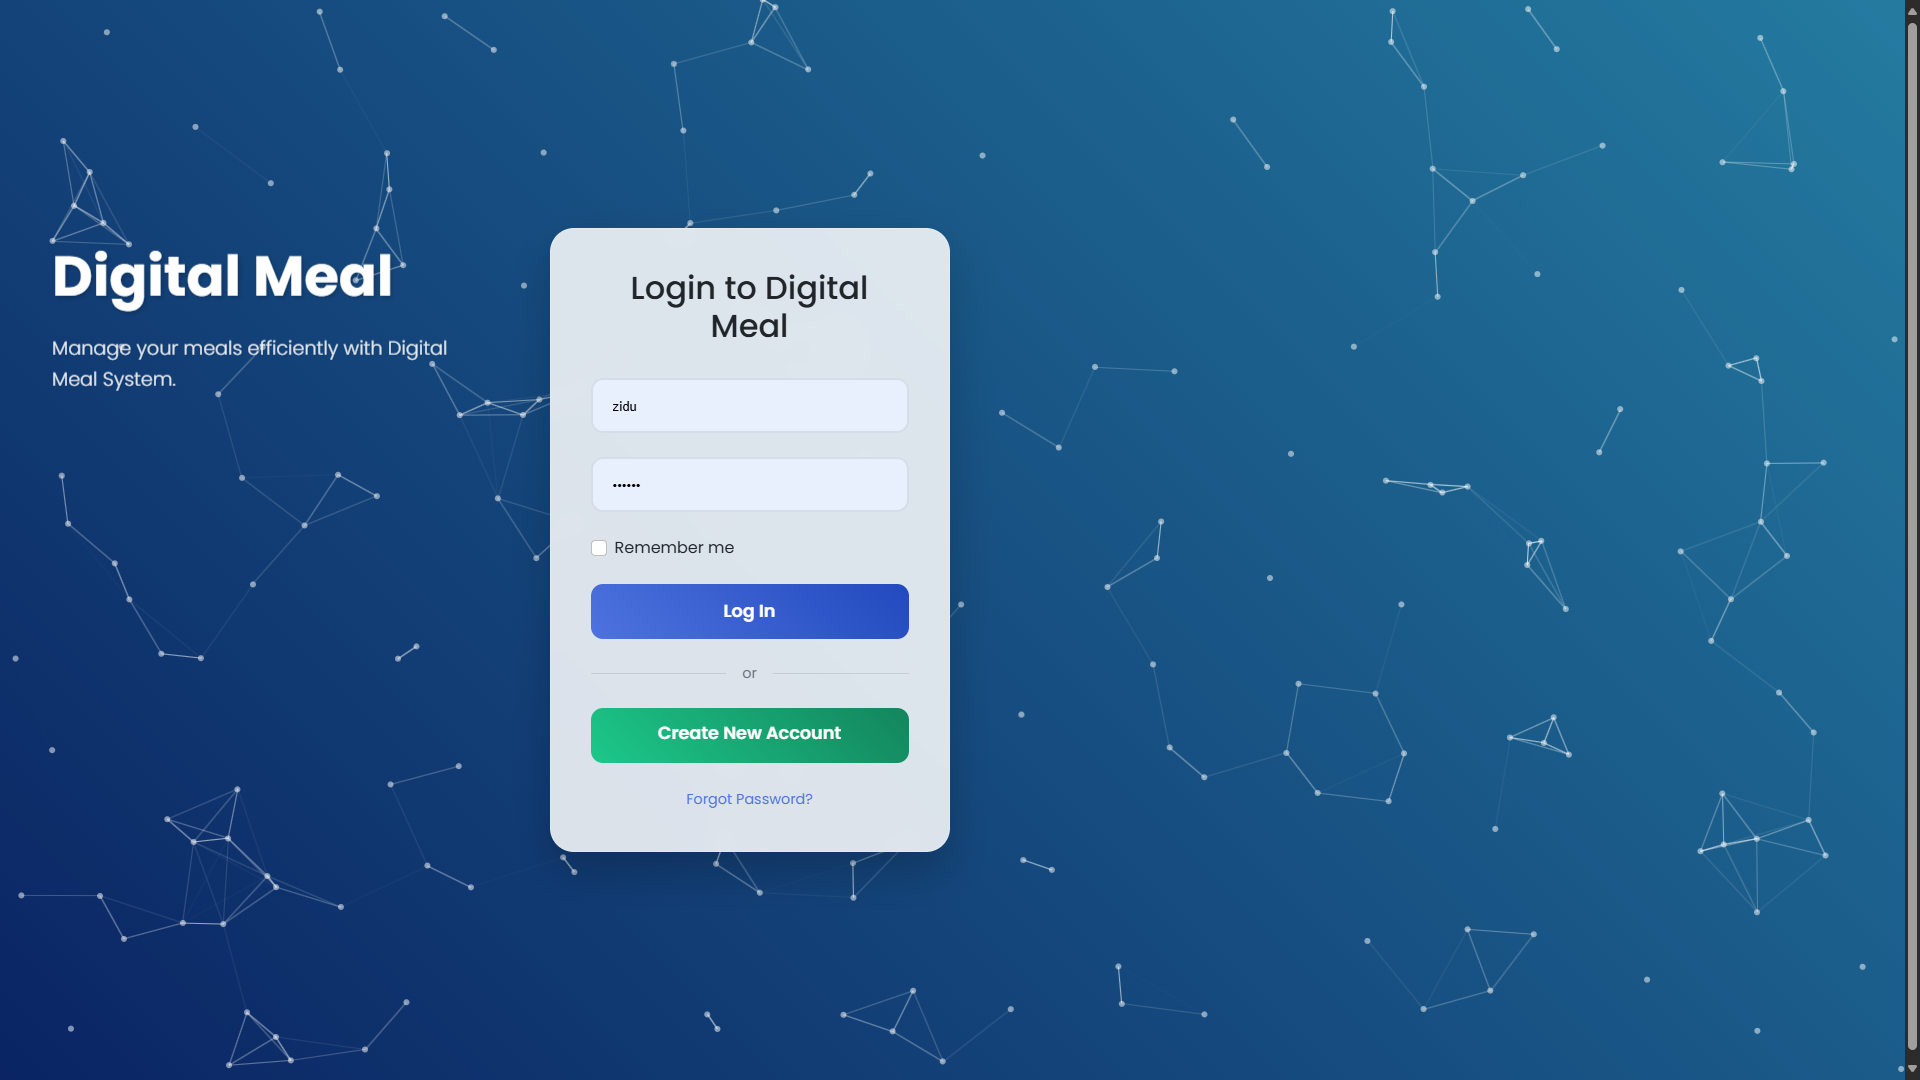 Digital Meal
Manage your meals efficiently with Digital
Meal System.
Login to Digital
Meal
zidu
••••••
Remember me
Log In
or
Create New Account
Forgot Password?